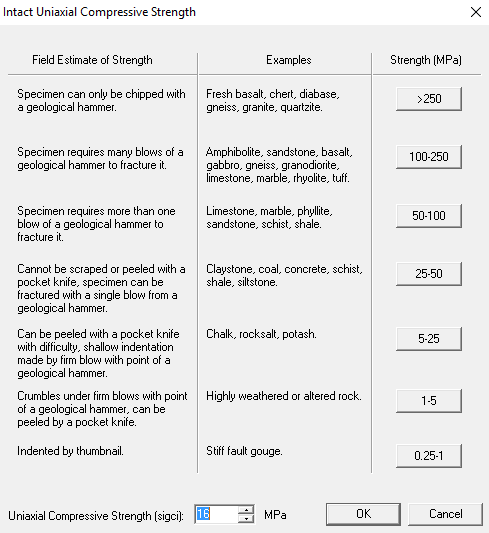 Intact Uniaxial Compressive Strength
Field Estimate of Strength
Examples
Strength (MPa)
Specimen can only be chipped with
a geological hammer.
Fresh basalt, chert, diabase,
gneiss, granite, quartzite.
>250
Specimen requires many blows of a
geological hammer to fracture it.
Amphibolite, sandstone, basalt,
gabbro, gneiss, granodiorite,
limestone, marble, rhyolite, tuff.
100-250
Specimen requires more than one
blow of a geological hammer to
fracture it.
Limestone, marble, phyllite,
sandstone, schist, shale.
50-100
Cannot be scraped or peeled with a
pocket knife, specimen can be
fractured with a single blow from a
geological hammer.
Claystone, coal, concrete, schist,
shale, siltstone.
25-50
Can be peeled with a pocket knife
with difficulty, shallow indentation
made by firm blow with point of a
geological hammer.
Chalk, rocksalt, potash.
5-25
Crumbles under firm blows with point
of a geological hammer, can be
peeled by a pocket knife.
Highly weathered or altered rock.
1-5
Indented by thumbnail.
Stiff fault gouge.
0.25-1
Uniaxial Compressive Strength (sigci):
16
MPa
OK
Cancel